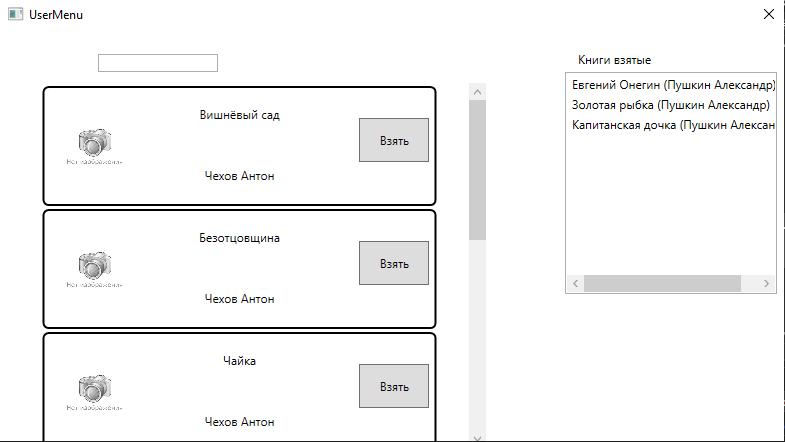 UserMenu
Вишнёвый сад
Нет изображения
Взять
Чехов Антон
Безотцовщина
Нет изображения
Взять
Чехов Антон
Чайка
Нет изображения
Взять
Чехов Антон
Книги взятые
Евгений Онегин (Пушкин Александр)
Золотая рыбка (Пушкин Александр)
Капитанская дочка (Пушкин Алексан